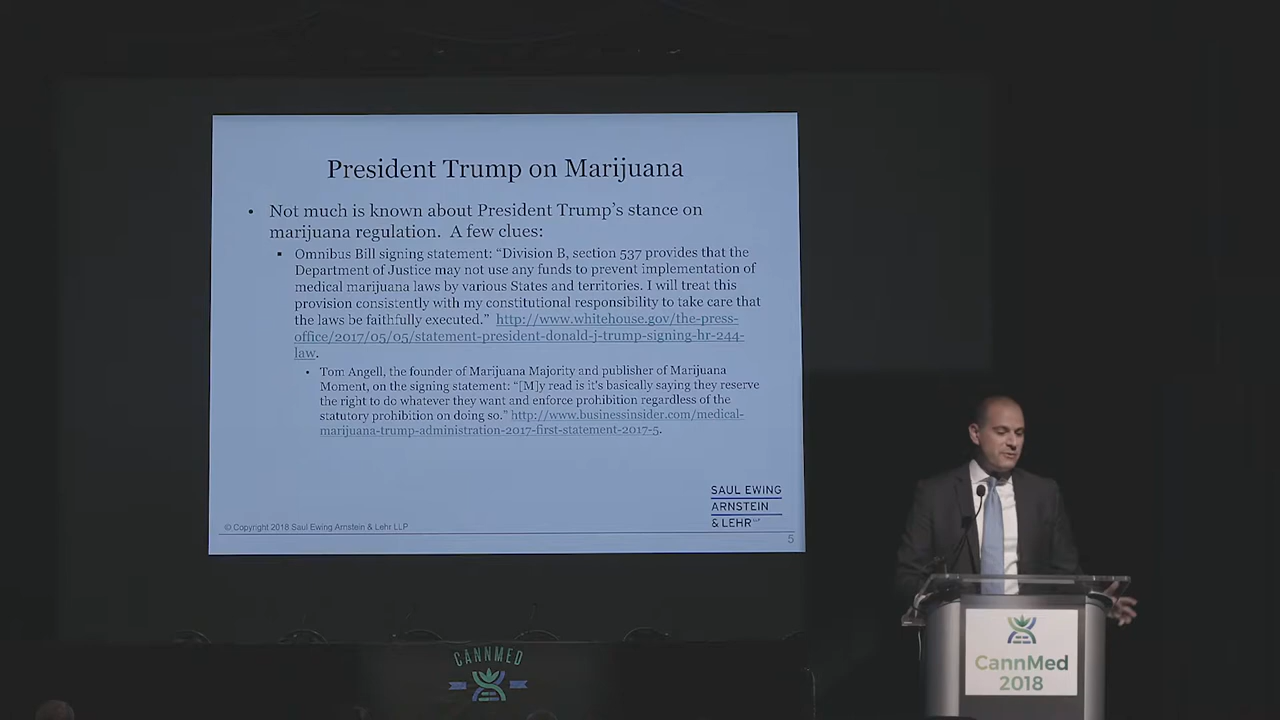 President Trump on Marijuana
• Not much is known about President Trump's stance on
marijuana regulation. A few clues:
▪ Omnibus Bill signing statement: “Division B, section 537 provides that the
Department of Justice may not use any funds to prevent implementation of
medical marijuana laws by various States and territories. I will treat this
provision consistently with my constitutional responsibility to take care that
the laws be faithfully executed.” http://www.whitehouse.gov/the-press-
office/2017/05/05/statement-president-donald-j-trump-signing-hr-244-
law.
• Tom Angell, the founder of Marijuana Majority and publisher of Marijuana
Moment, on the signing statement: “[M]y read is it's basically saying they reserve
the right to do whatever they want and enforce prohibition regardless of the
statutory prohibition on doing so.” http://www.businessinsider.com/medical-
marijuana-trump-administration-2017-first-statement-2017-5.
SAUL EWING
ARNSTEIN
& LEHR LLP
© Copyright 2018 Saul Ewing Arnstein & Lehr LLP
5
CANNMED
CannMed
2018